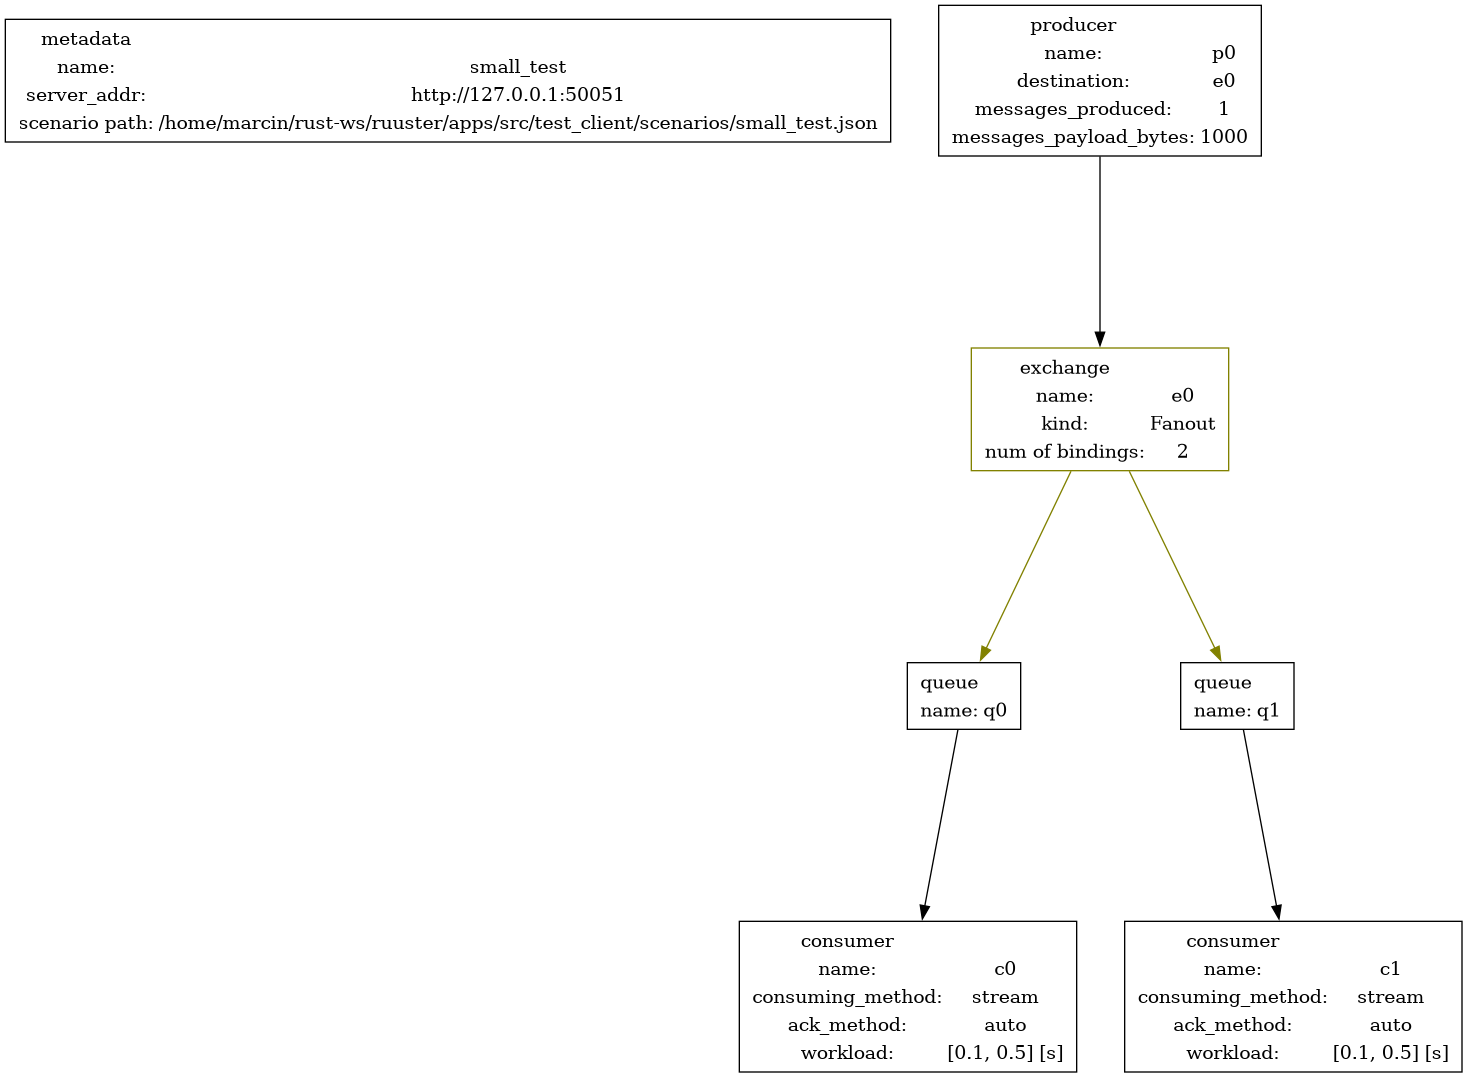 metadata
name: small_test
server_addr: http://127.0.0.1:50051
scenario path: /home/marcin/rust-ws/ruuster/apps/src/test_client/scenarios/small_test.json
producer
name: p0
destination: e0
messages_produced: 1
messages_payload_bytes: 1000
exchange
name: e0
kind: Fanout
num of bindings: 2
queue
name: q0
queue
name: q1
consumer
name: c0
consuming_method: stream
ack_method: auto
workload: [0.1, 0.5] [s]
consumer
name: c1
consuming_method: stream
ack_method: auto
workload: [0.1, 0.5] [s]